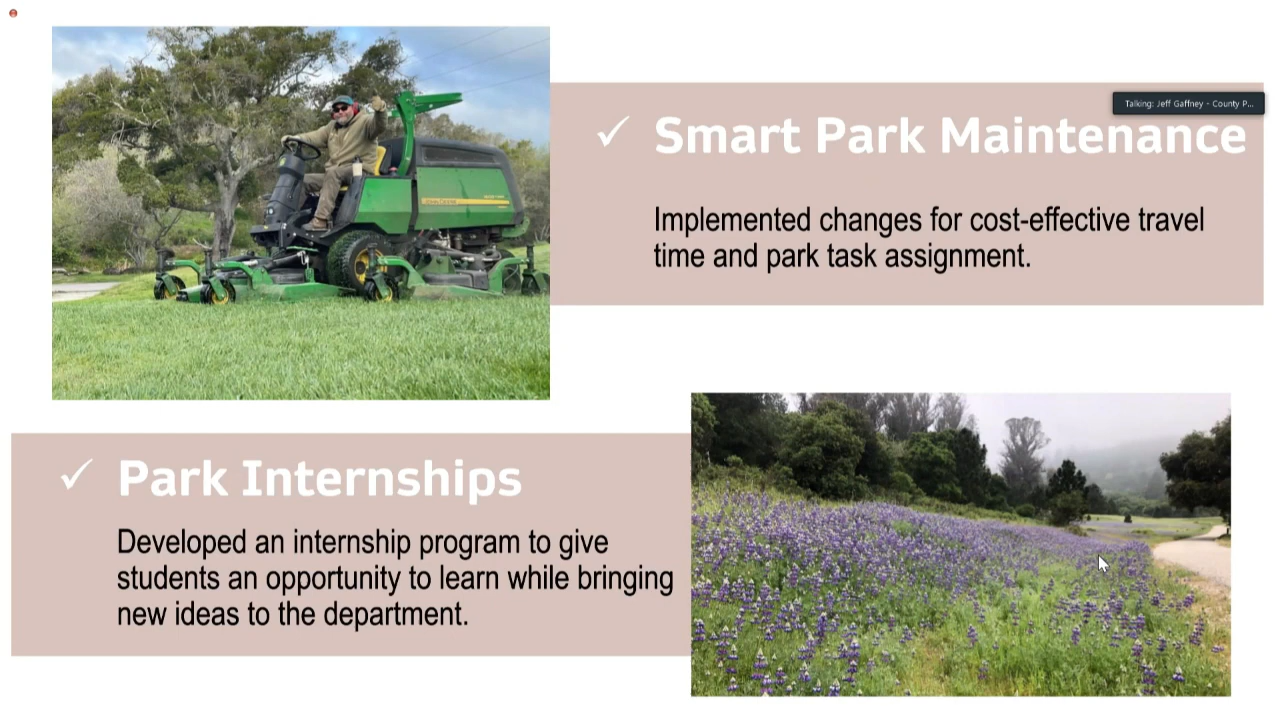 Talking: Jeff Gaffney - County P...
✓ Smart Park Maintenance
Implemented changes for cost-effective travel
time and park task assignment.
✓ Park Internships
Developed an internship program to give
students an opportunity to learn while bringing
new ideas to the department.